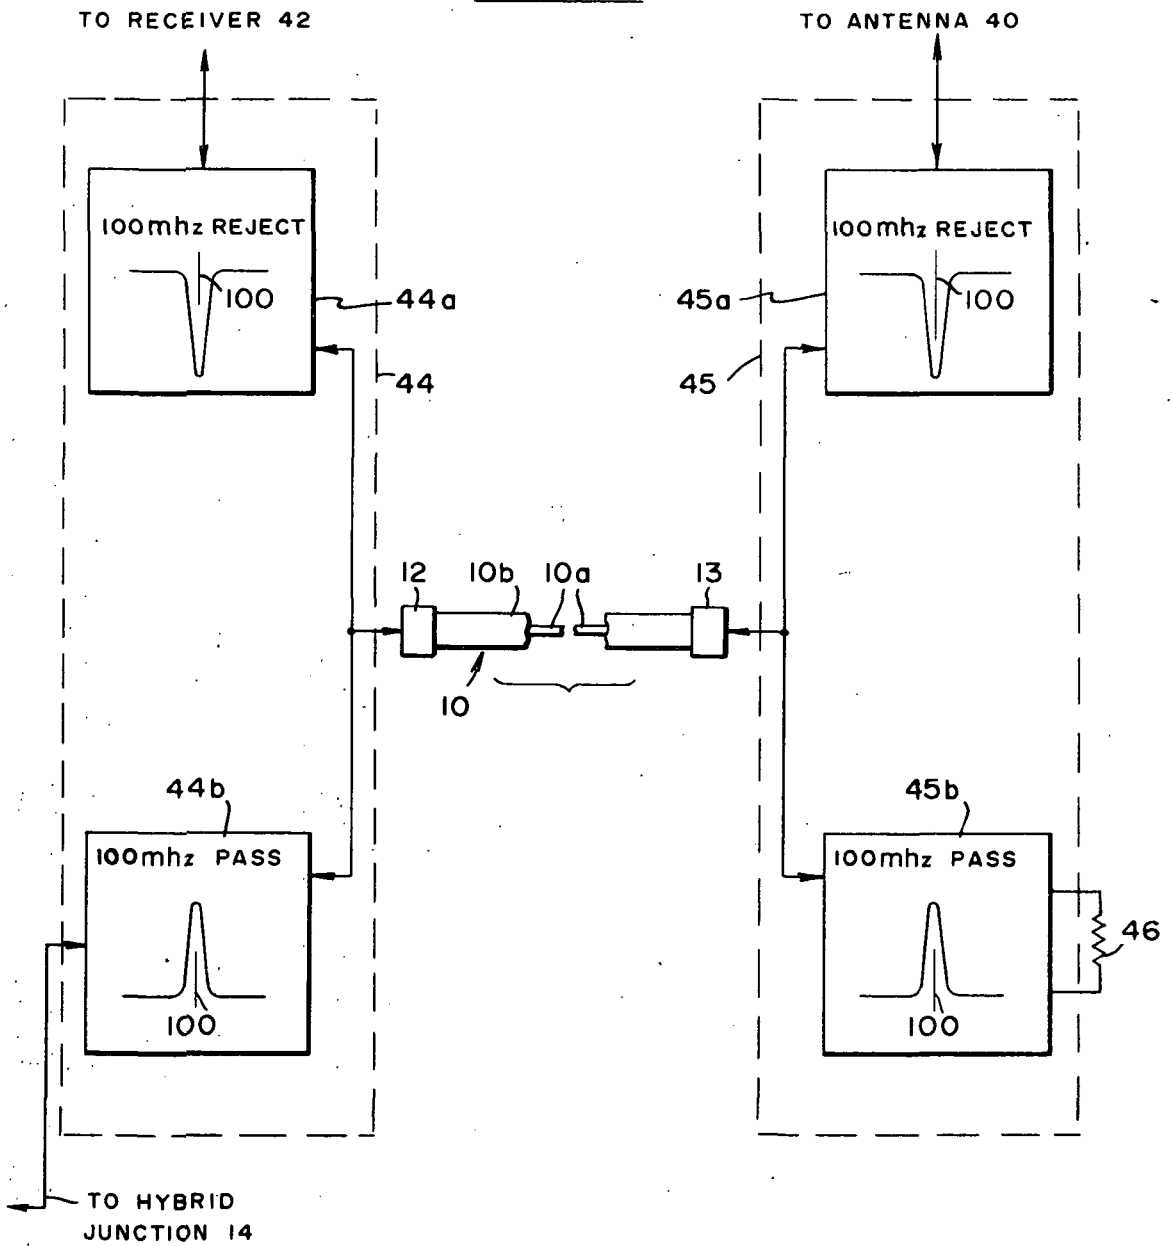 TO RECEIVER 42
TO ANTENNA 40
100mhz REJECT
100
44a
44
100mhz REJECT
100
45a
45
12
10b
10a
13
10
44b
100mhz PASS
100
45b
100mhz PASS
100
46
TO HYBRID
JUNCTION 14